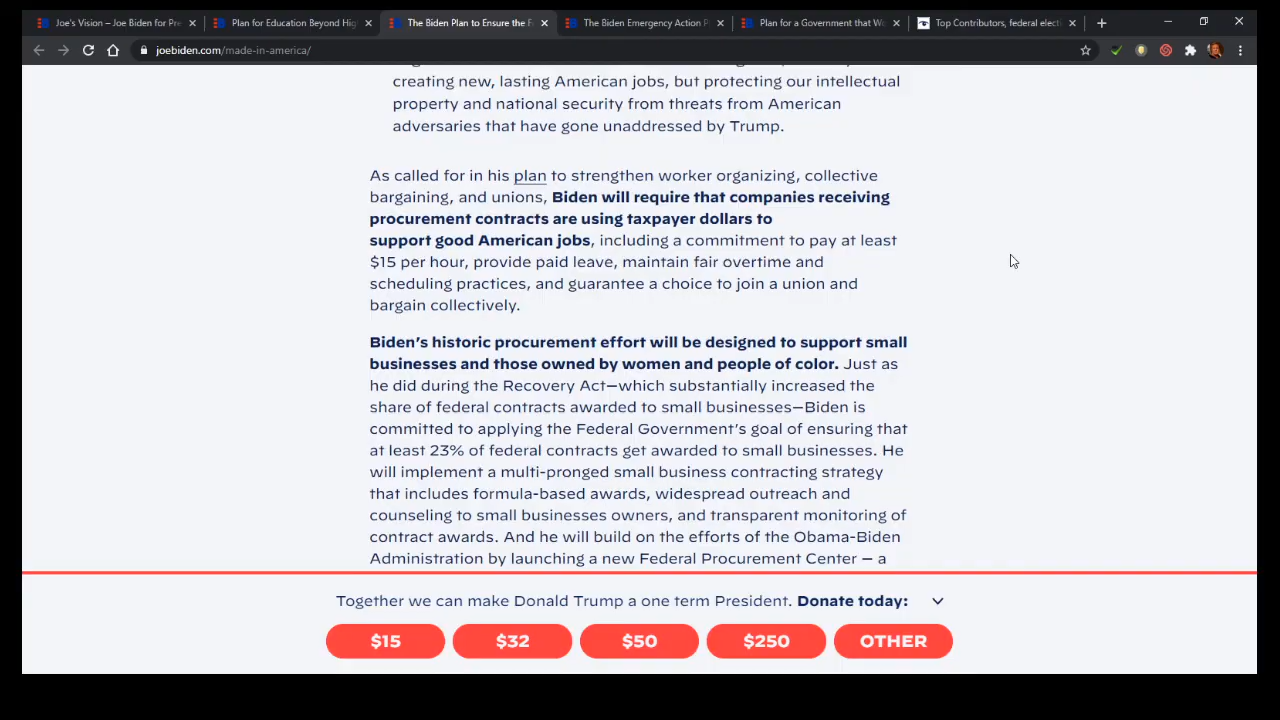 Joe's Vision – Joe Biden for Pre
Plan for Education Beyond Hig
The Biden Plan to Ensure the F
The Biden Emergency Action P
Plan for a Government that Wo
Top Contributors, federal elect
joebiden.com/made-in-america/
creating new, lasting American jobs, but protecting our intellectual
property and national security from threats from American
adversaries that have gone unaddressed by Trump.
As called for in his plan to strengthen worker organizing, collective
bargaining, and unions, Biden will require that companies receiving
procurement contracts are using taxpayer dollars to
support good American jobs, including a commitment to pay at least
$15 per hour, provide paid leave, maintain fair overtime and
scheduling practices, and guarantee a choice to join a union and
bargain collectively.
Biden's historic procurement effort will be designed to support small
businesses and those owned by women and people of color. Just as
he did during the Recovery Act—which substantially increased the
share of federal contracts awarded to small businesses—Biden is
committed to applying the Federal Government's goal of ensuring that
at least 23% of federal contracts get awarded to small businesses. He
will implement a multi-pronged small business contracting strategy
that includes formula-based awards, widespread outreach and
counseling to small businesses owners, and transparent monitoring of
contract awards. And he will build on the efforts of the Obama-Biden
Administration by launching a new Federal Procurement Center – a
Together we can make Donald Trump a one term President. Donate today:
$15
$32
$50
$250
OTHER